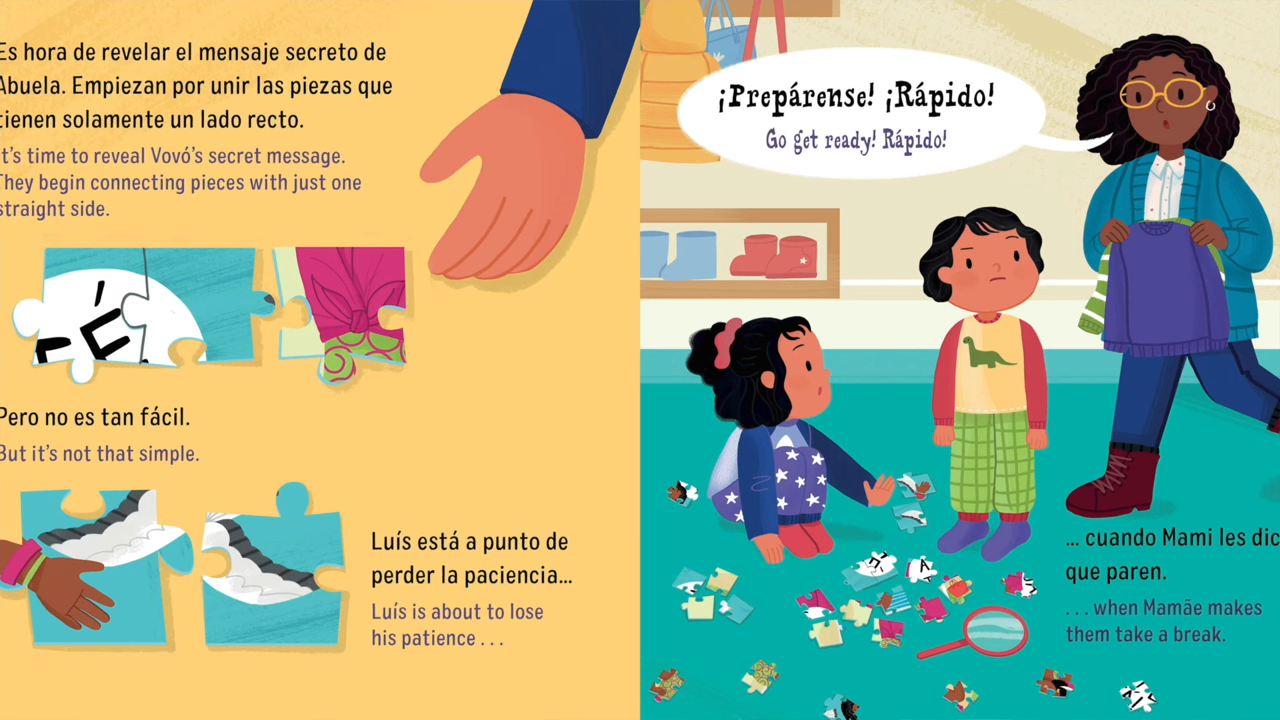 Es hora de revelar el mensaje secreto de
Abuela. Empiezan por unir las piezas que
tienen solamente un lado recto.
It's time to reveal Vovó's secret message.
They begin connecting pieces with just one
straight side.
Pero no es tan fácil.
But it's not that simple.
Luís está a punto de
perder la paciencia...
Luís is about to lose
his patience . . .
¡Prepárense! ¡Rápido!
Go get ready! Rápido!
... cuando Mami les dic
que paren.
. . . when Mamãe makes
them take a break.